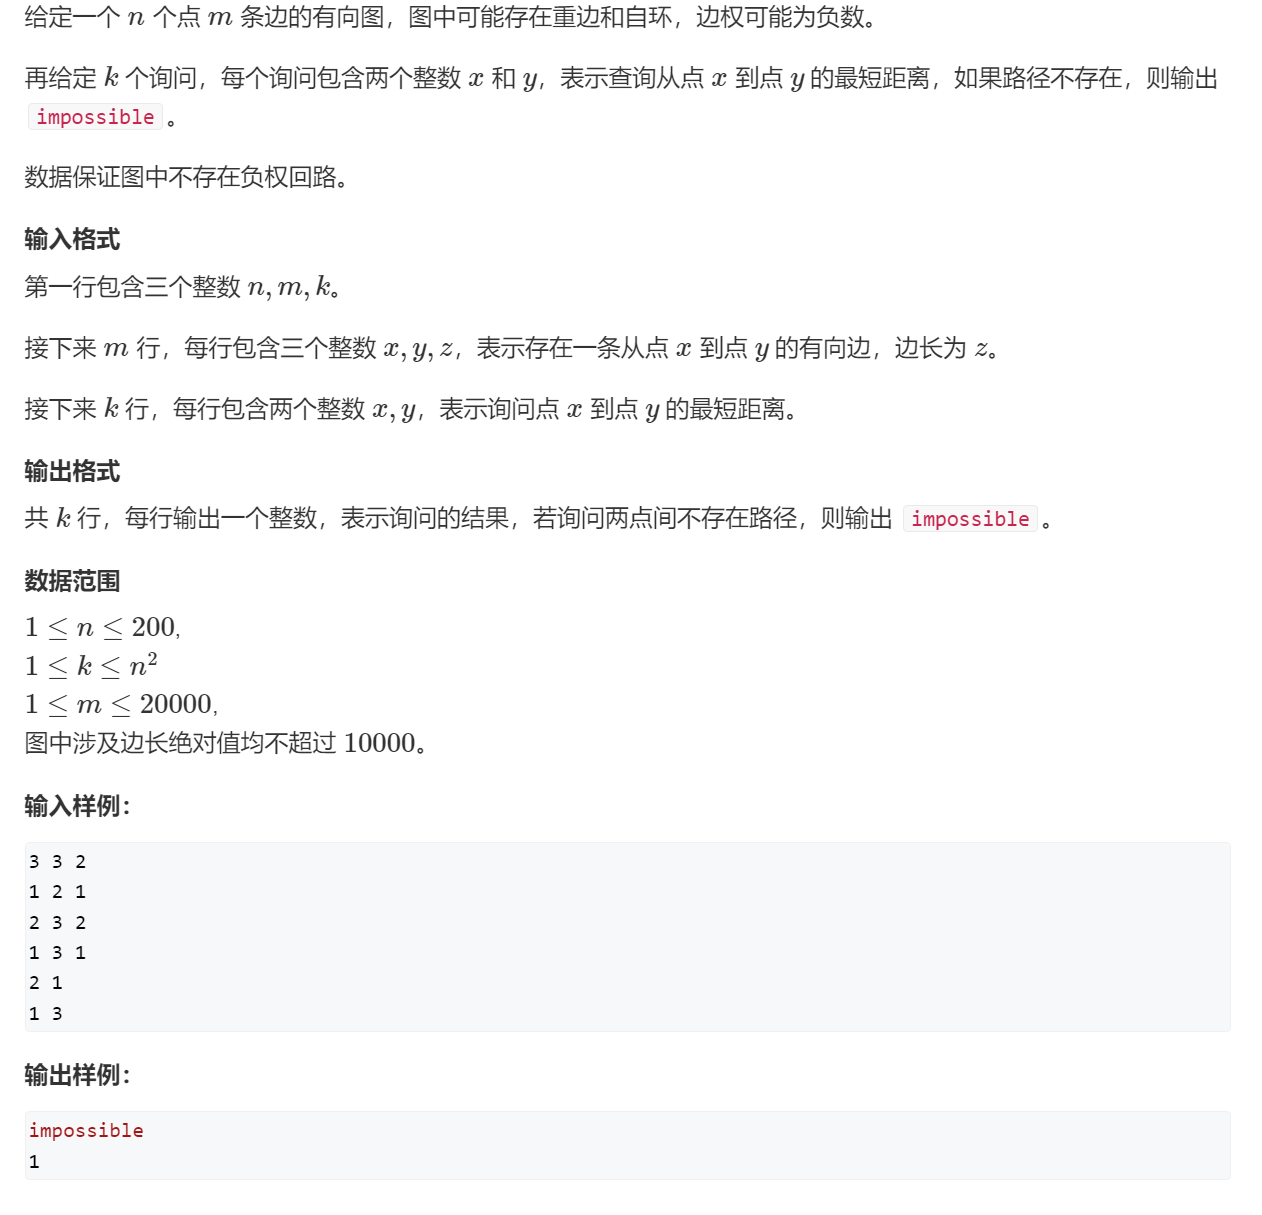 给定一个 n 个点 m 条边的有向图，图中可能存在重边和自环，边权可能为负数。
再给定 k 个询问，每个询问包含两个整数 x 和 y，表示查询从点 x 到点 y 的最短距离，如果路径不存在，则输出
impossible 。
数据保证图中不存在负权回路。
输入格式
第一行包含三个整数 n, m, k。
接下来 m 行，每行包含三个整数 x, y, z，表示存在一条从点 x 到点 y 的有向边，边长为 z。
接下来 k 行，每行包含两个整数 x, y，表示询问点 x 到点 y 的最短距离。
输出格式
共 k 行，每行输出一个整数，表示询问的结果，若询问两点间不存在路径，则输出 impossible 。
数据范围
1 ≤ n ≤ 200,
1 ≤ k ≤ n²
1 ≤ m ≤ 20000,
图中涉及边长绝对值均不超过 10000。
输入样例：
3 3 2
1 2 1
2 3 2
1 3 1
2 1
1 3
输出样例：
impossible
1